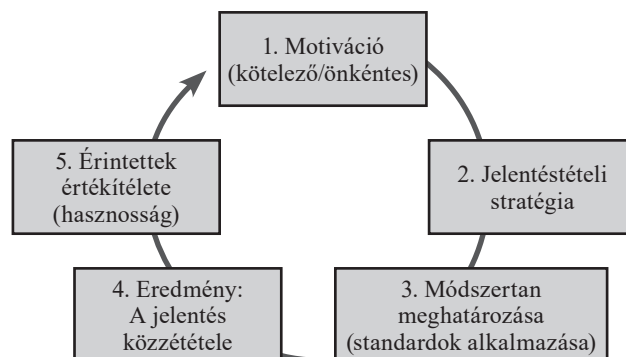 1. Motiváció
(kötelező/önkéntes)
2. Jelentéstételi
stratégia
3. Módszertan
meghatározása
(standardok alkalmazása)
4. Eredmény:
A jelentés
közzététele
5. Érintettek
értékítélete
(hasznosság)